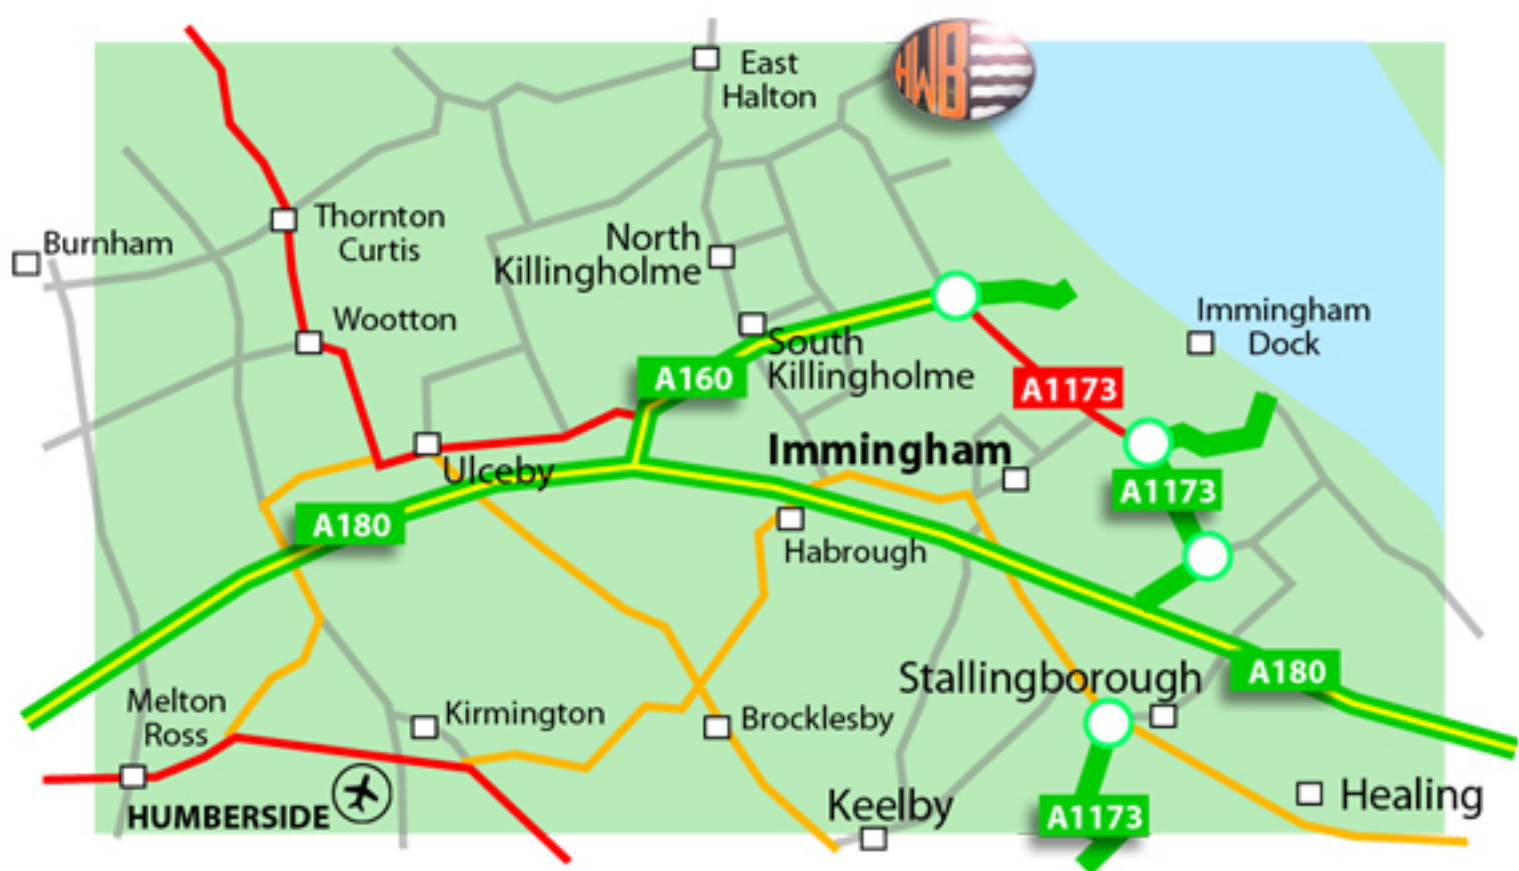 East
Halton
HWB
Thornton
Curtis
Burnham
North
Killingholme
Wootton
Immingham
Dock
South
Killingholme
A160
A1173
Immingham
Ulceby
A1173
A180
Habrough
Stallingborough
A180
Melton
Ross
Kirmington
Brocklesby
HUMBERSIDE
Keelby
A1173
Healing